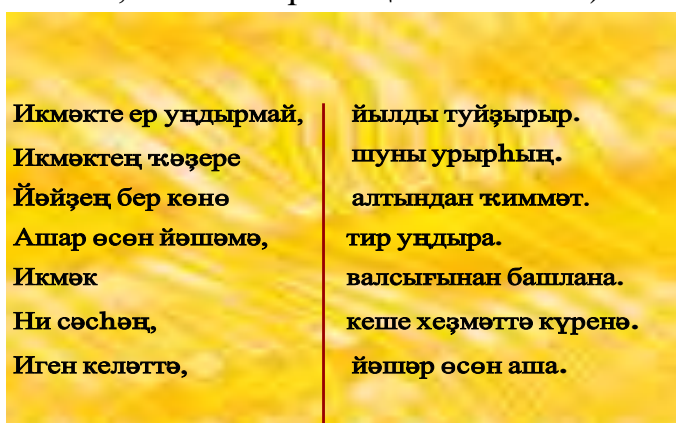 Икмәкте ер уңдырмай,
Икмәктең ҡәҙере
Йәйҙең бер көнө
Ашар өсөн йәшәмә,
Икмәк
Ни сәсһәң,
Иген келәттә,
йылды туйҙырыр.
шуны урырһың.
алтындан ҡиммәт.
тир уңдыра.
валсығынан башлана.
кеше хеҙмәттә күренә.
йәшәр өсөн аша.